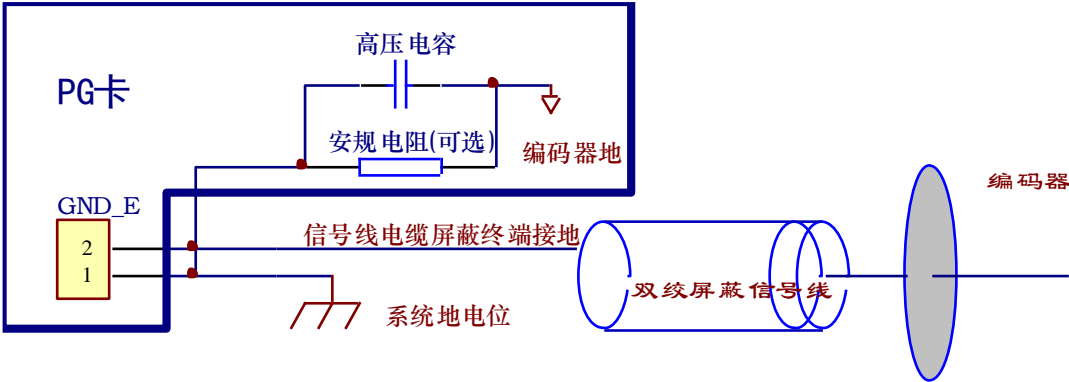 高压电容
PG卡
安规电阻(可选)
编码器地
编码器
GND_E
2
信号线电缆屏蔽终端接地
1
双绞屏蔽信号线
系统地电位